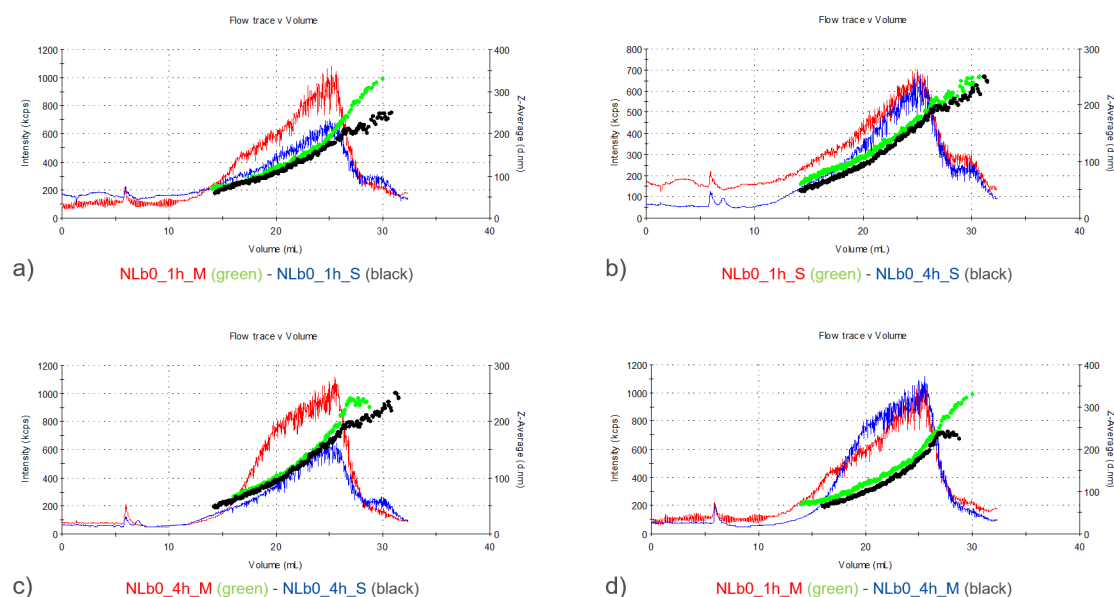 Flow trace v Volume
1200
1000
800
600
400
200
0
400
300
200
100
0
0
10
20
30
40
Intensity (kcps)
Z-Average (d.nm)
Volume (mL)
a)
NLb0_1h_M (green) - NLb0_1h_S (black)
Flow trace v Volume
800
700
600
500
400
300
200
100
0
300
200
100
0
0
10
20
30
40
Intensity (kcps)
Z-Average (d.nm)
Volume (mL)
b)
NLb0_1h_S (green) - NLb0_4h_S (black)
Flow trace v Volume
1200
1000
800
600
400
200
0
300
200
100
0
0
10
20
30
40
Intensity (kcps)
Z-Average (d.nm)
Volume (mL)
c)
NLb0_4h_M (green) - NLb0_4h_S (black)
Flow trace v Volume
1200
1000
800
600
400
200
0
400
300
200
100
0
0
10
20
30
40
Intensity (kcps)
Z-Average (d.nm)
Volume (mL)
d)
NLb0_1h_M (green) - NLb0_4h_M (black)